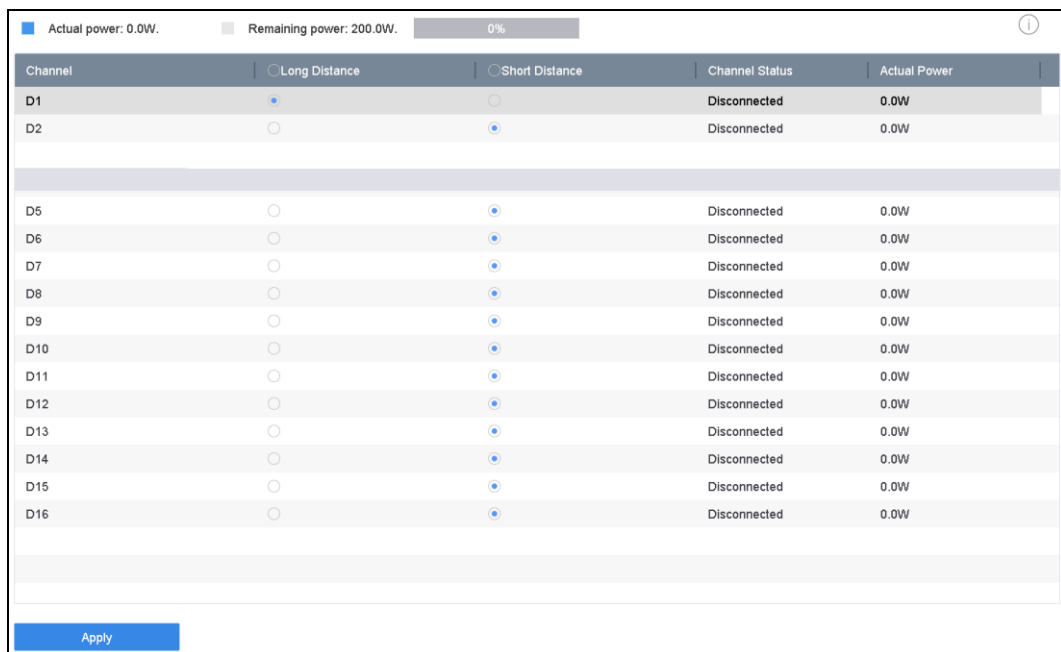 Actual power: 0.0W. Remaining power: 200.0W. 0%
Channel Long Distance Short Distance Channel Status Actual Power
D1 Disconnected 0.0W
D2 Disconnected 0.0W
D5 Disconnected 0.0W
D6 Disconnected 0.0W
D7 Disconnected 0.0W
D8 Disconnected 0.0W
D9 Disconnected 0.0W
D10 Disconnected 0.0W
D11 Disconnected 0.0W
D12 Disconnected 0.0W
D13 Disconnected 0.0W
D14 Disconnected 0.0W
D15 Disconnected 0.0W
D16 Disconnected 0.0W
Apply